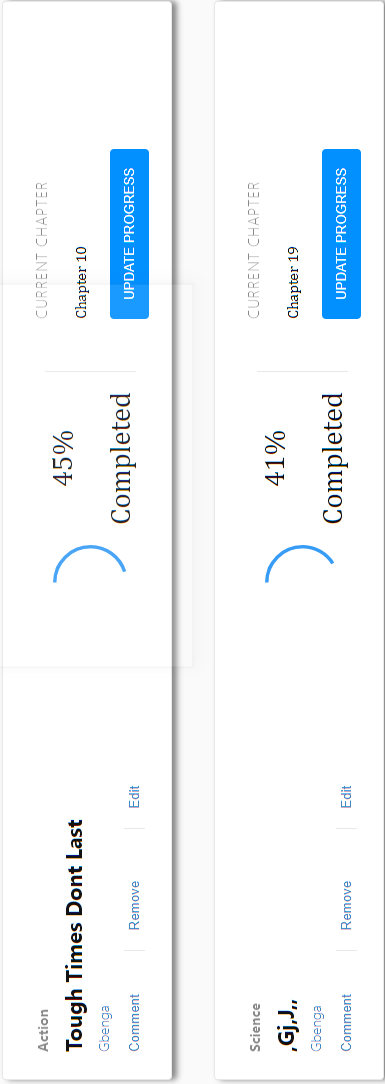 Action
Tough Times Dont Last
Gbenga
Comment
Remove
Edit
45%
Completed
CURRENT CHAPTER
Chapter 10
UPDATE PROGRESS
Science
,Gj,J,,
Gbenga
Comment
Remove
Edit
41%
Completed
CURRENT CHAPTER
Chapter 19
UPDATE PROGRESS